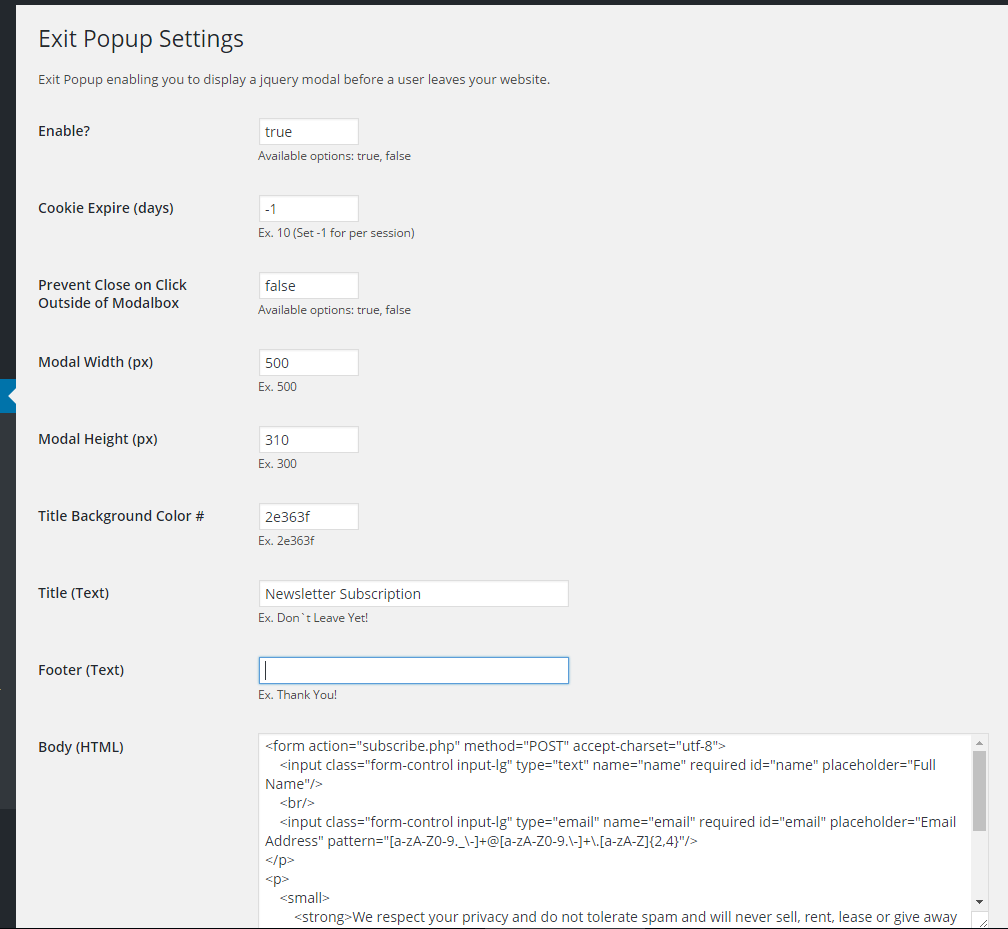 Exit Popup Settings
Exit Popup enabling you to display a jquery modal before a user leaves your website.
Enable?
true
Available options: true, false
Cookie Expire (days)
-1
Ex. 10 (Set -1 for per session)
Prevent Close on Click
Outside of Modalbox
false
Available options: true, false
Modal Width (px)
500
Ex. 500
Modal Height (px)
310
Ex. 300
Title Background Color #
2e363f
Ex. 2e363f
Title (Text)
Newsletter Subscription
Ex. Don`t Leave Yet!
Footer (Text)
Ex. Thank You!
Body (HTML)
<form action="subscribe.php" method="POST" accept-charset="utf-8">
<input class="form-control input-lg" type="text" name="name" required id="name" placeholder="Full
Name"/>
<br/>
<input class="form-control input-lg" type="email" name="email" required id="email" placeholder="Email
Address" pattern="[a-zA-Z0-9._\-]+@[a-zA-Z0-9.\-]+\.[a-zA-Z]{2,4}"/>
</p>
<p>
<small>
<strong>We respect your privacy and do not tolerate spam and will never sell, rent, lease or give away